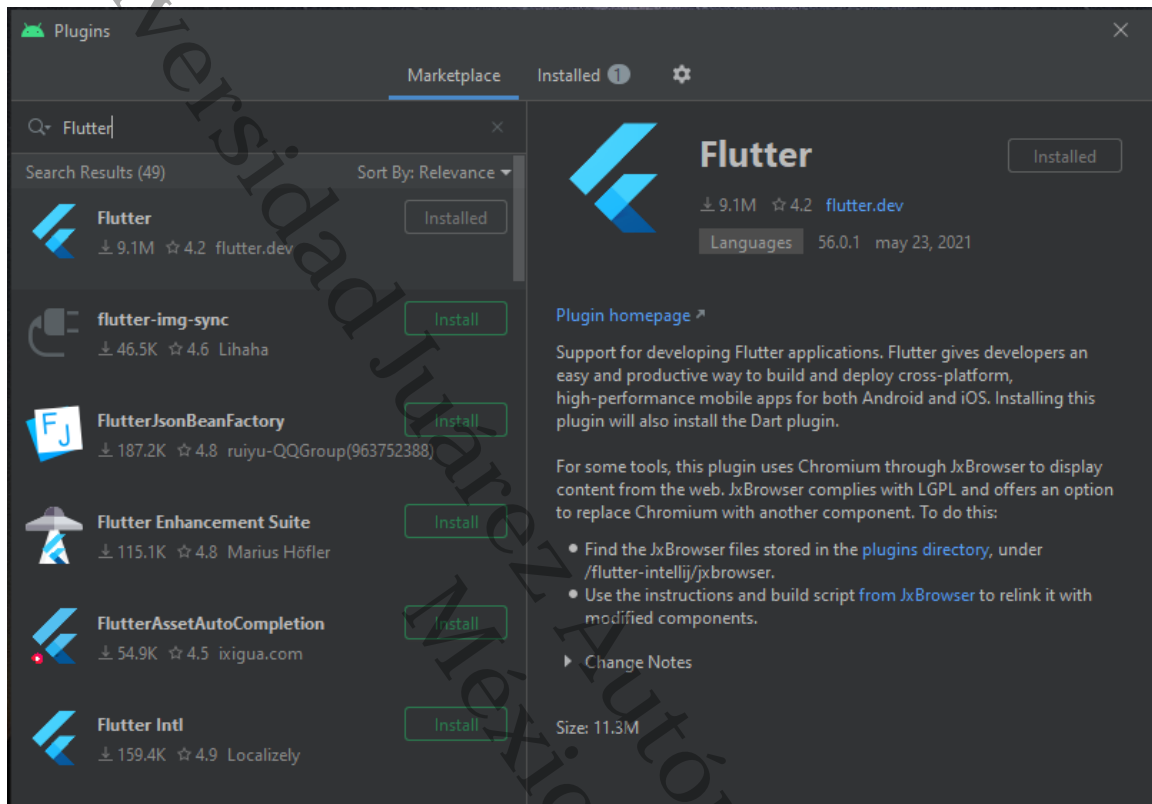 Plugins
Marketplace
Installed 1
Flutter
Search Results (49)
Sort By: Relevance
Flutter
Installed
9.1M 4.2 flutter.dev
flutter-img-sync
Install
46.5K 4.6 Lihaha
FlutterJsonBeanFactory
Install
187.2K 4.8 ruiyu-QQGroup(963752388)
Flutter Enhancement Suite
Install
115.1K 4.8 Marius Höfler
FlutterAssetAutoCompletion
Install
54.9K 4.5 ixigua.com
Flutter Intl
Install
159.4K 4.9 Localizely
Flutter
Installed
9.1M 4.2 flutter.dev
Languages 56.0.1 may 23, 2021
Plugin homepage
Support for developing Flutter applications. Flutter gives developers an
easy and productive way to build and deploy cross-platform,
high-performance mobile apps for both Android and iOS. Installing this
plugin will also install the Dart plugin.
For some tools, this plugin uses Chromium through JxBrowser to display
content from the web. JxBrowser complies with LGPL and offers an option
to replace Chromium with another component. To do this:
Find the JxBrowser files stored in the plugins directory, under
/flutter-intellij/jxbrowser.
Use the instructions and build script from JxBrowser to relink it with
modified components.
Change Notes
Size: 11.3M
FJ
versidad Juárez Autón
Méxic